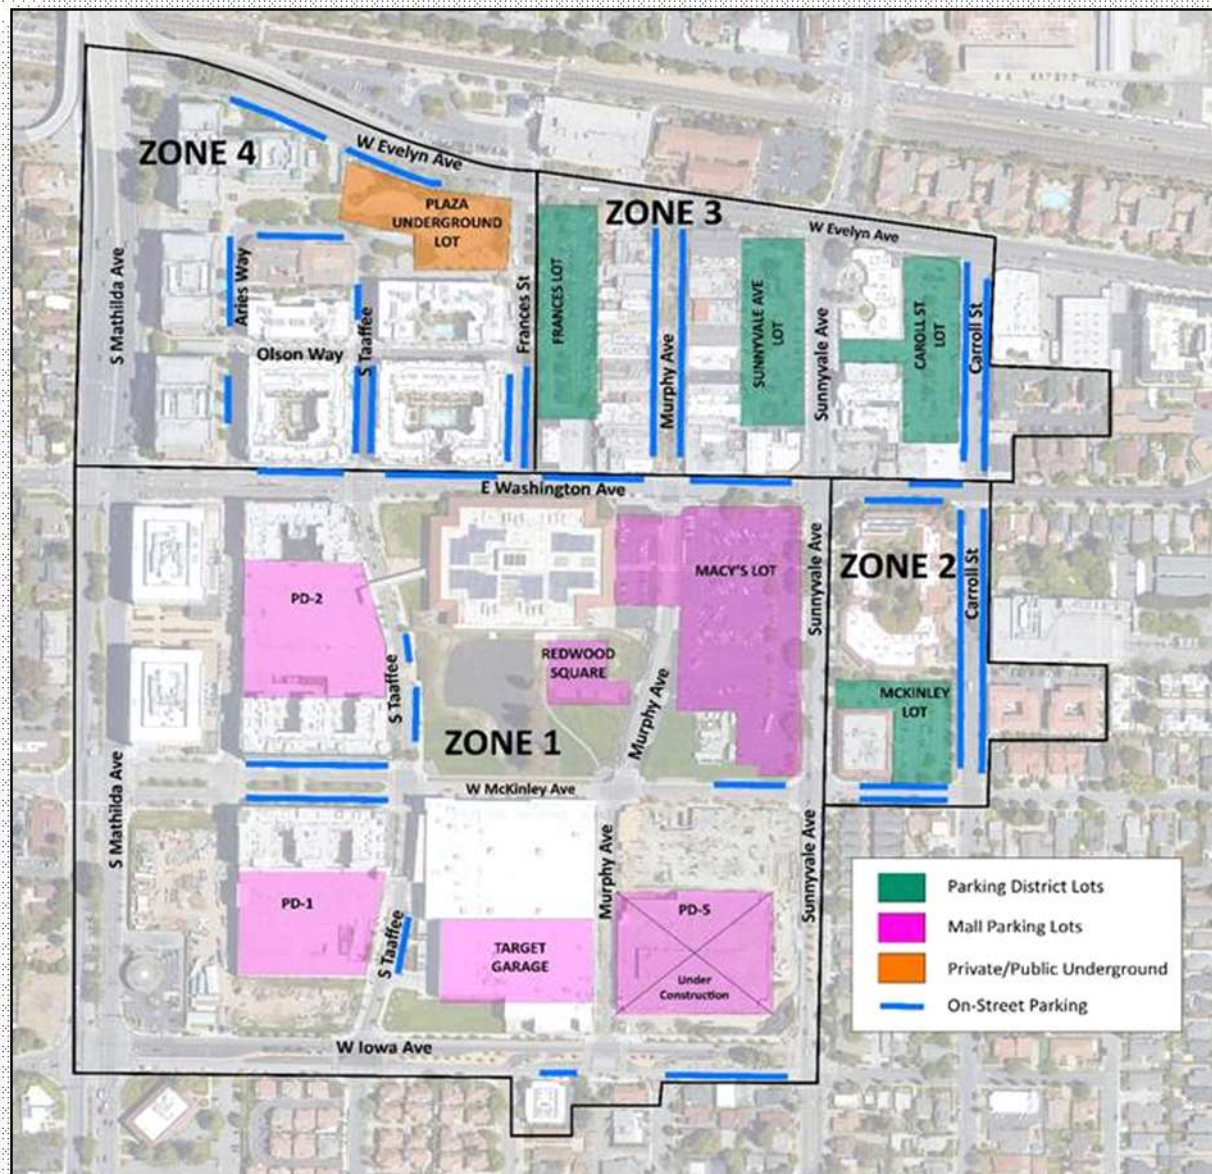 ZONE 4
W Evelyn Ave
PLAZA
UNDERGROUND
LOT
ZONE 3
W Evelyn Ave
S Mathilda Ave
Aries Way
Olson Way
S Taaffee
Frances St
FRANCES LOT
Murphy Ave
SUNNYVALE AVE
LOT
Sunnyvale Ave
CAROLL ST
LOT
Carroll St
E Washington Ave
PD-2
MACY'S LOT
Sunnyvale Ave
ZONE 2
Carroll St
REDWOOD
SQUARE
S Taaffee
Murphy Ave
MCKINLEY
LOT
ZONE 1
S Mathilda Ave
W McKinley Ave
PD-1
S Taaffee
TARGET
GARAGE
Murphy Ave
PD-5
Under
Construction
Sunnyvale Ave
W Iowa Ave
Parking District Lots
Mall Parking Lots
Private/Public Underground
On-Street Parking